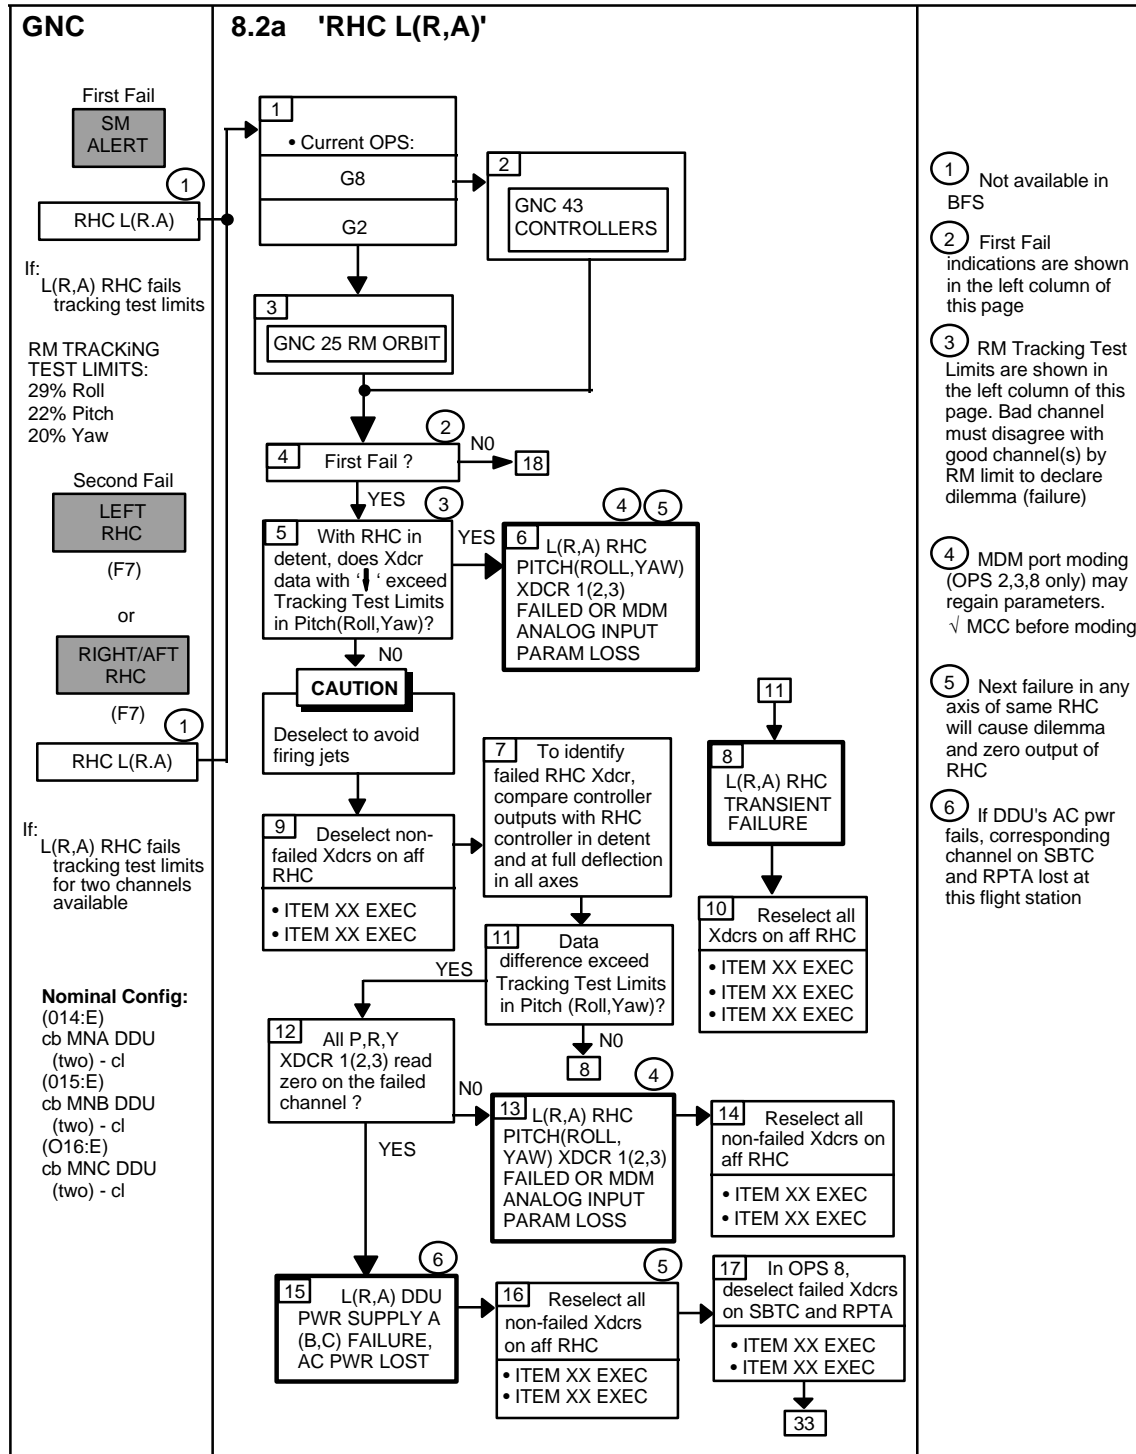 GNC
8.2a 'RHC L(R,A)'
First Fail
SM
ALERT
1
RHC L(R.A)
If:
L(R,A) RHC fails
tracking test limits
RM TRACKiNG
TEST LIMITS:
29% Roll
22% Pitch
20% Yaw
Second Fail
LEFT
RHC
(F7)
or
RIGHT/AFT
RHC
(F7)
1
RHC L(R.A)
If:
L(R,A) RHC fails
tracking test limits
for two channels
available
Nominal Config:
(014:E)
cb MNA DDU
(two) - cl
(015:E)
cb MNB DDU
(two) - cl
(O16:E)
cb MNC DDU
(two) - cl
1
• Current OPS:
G8
G2
2
GNC 43
CONTROLLERS
3
GNC 25 RM ORBIT
2
4
First Fail ?
N0
18
YES
3
5
With RHC in
detent, does Xdcr
data with ‘⬇‘ exceed
Tracking Test Limits
in Pitch(Roll,Yaw)?
YES
4
5
6
L(R,A) RHC
PITCH(ROLL,YAW)
XDCR 1(2,3)
FAILED OR MDM
ANALOG INPUT
PARAM LOSS
N0
CAUTION
Deselect to avoid
firing jets
9
Deselect non-
failed Xdcrs on aff
RHC
• ITEM XX EXEC
• ITEM XX EXEC
7
To identify
failed RHC Xdcr,
compare controller
outputs with RHC
controller in detent
and at full deflection
in all axes
11
Data
difference exceed
Tracking Test Limits
in Pitch (Roll,Yaw)?
YES
N0
8
11
8
L(R,A) RHC
TRANSIENT
FAILURE
10
Reselect all
Xdcrs on aff RHC
• ITEM XX EXEC
• ITEM XX EXEC
• ITEM XX EXEC
12
All P,R,Y
XDCR 1(2,3) read
zero on the failed
channel ?
N0
YES
4
13
L(R,A) RHC
PITCH(ROLL,
YAW) XDCR 1(2,3)
FAILED OR MDM
ANALOG INPUT
PARAM LOSS
14
Reselect all
non-failed Xdcrs on
aff RHC
• ITEM XX EXEC
• ITEM XX EXEC
6
15
L(R,A) DDU
PWR SUPPLY A
(B,C) FAILURE,
AC PWR LOST
5
16
Reselect all
non-failed Xdcrs
on aff RHC
• ITEM XX EXEC
• ITEM XX EXEC
17
In OPS 8,
deselect failed Xdcrs
on SBTC and RPTA
• ITEM XX EXEC
• ITEM XX EXEC
33
1 Not available in
BFS
2 First Fail
indications are shown
in the left column of
this page
3 RM Tracking Test
Limits are shown in
the left column of this
page. Bad channel
must disagree with
good channel(s) by
RM limit to declare
dilemma (failure)
4 MDM port moding
(OPS 2,3,8 only) may
regain parameters.
√ MCC before moding
5 Next failure in any
axis of same RHC
will cause dilemma
and zero output of
RHC
6 If DDU's AC pwr
fails, corresponding
channel on SBTC
and RPTA lost at
this flight station